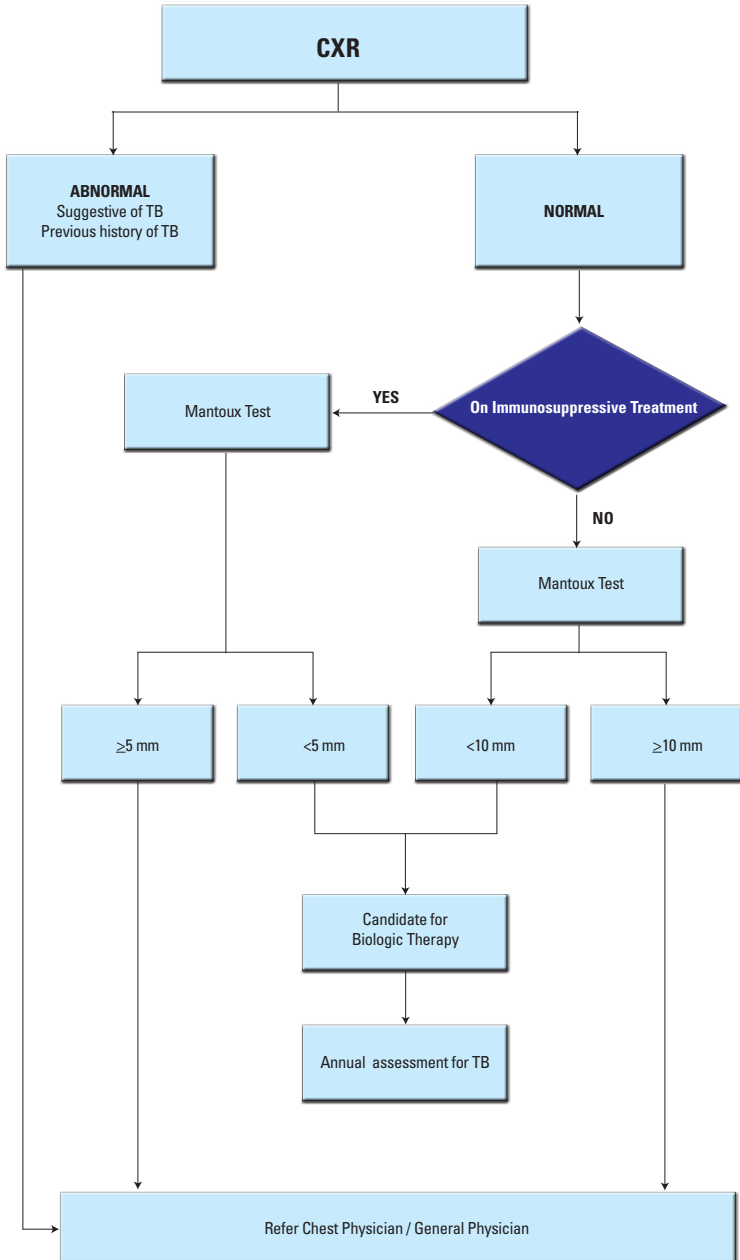 CXR
ABNORMAL
Suggestive of TB
Previous history of TB
NORMAL
On Immunosuppressive Treatment
YES
Mantoux Test
NO
Mantoux Test
≥5 mm
<5 mm
<10 mm
≥10 mm
Candidate for
Biologic Therapy
Annual assessment for TB
Refer Chest Physician / General Physician